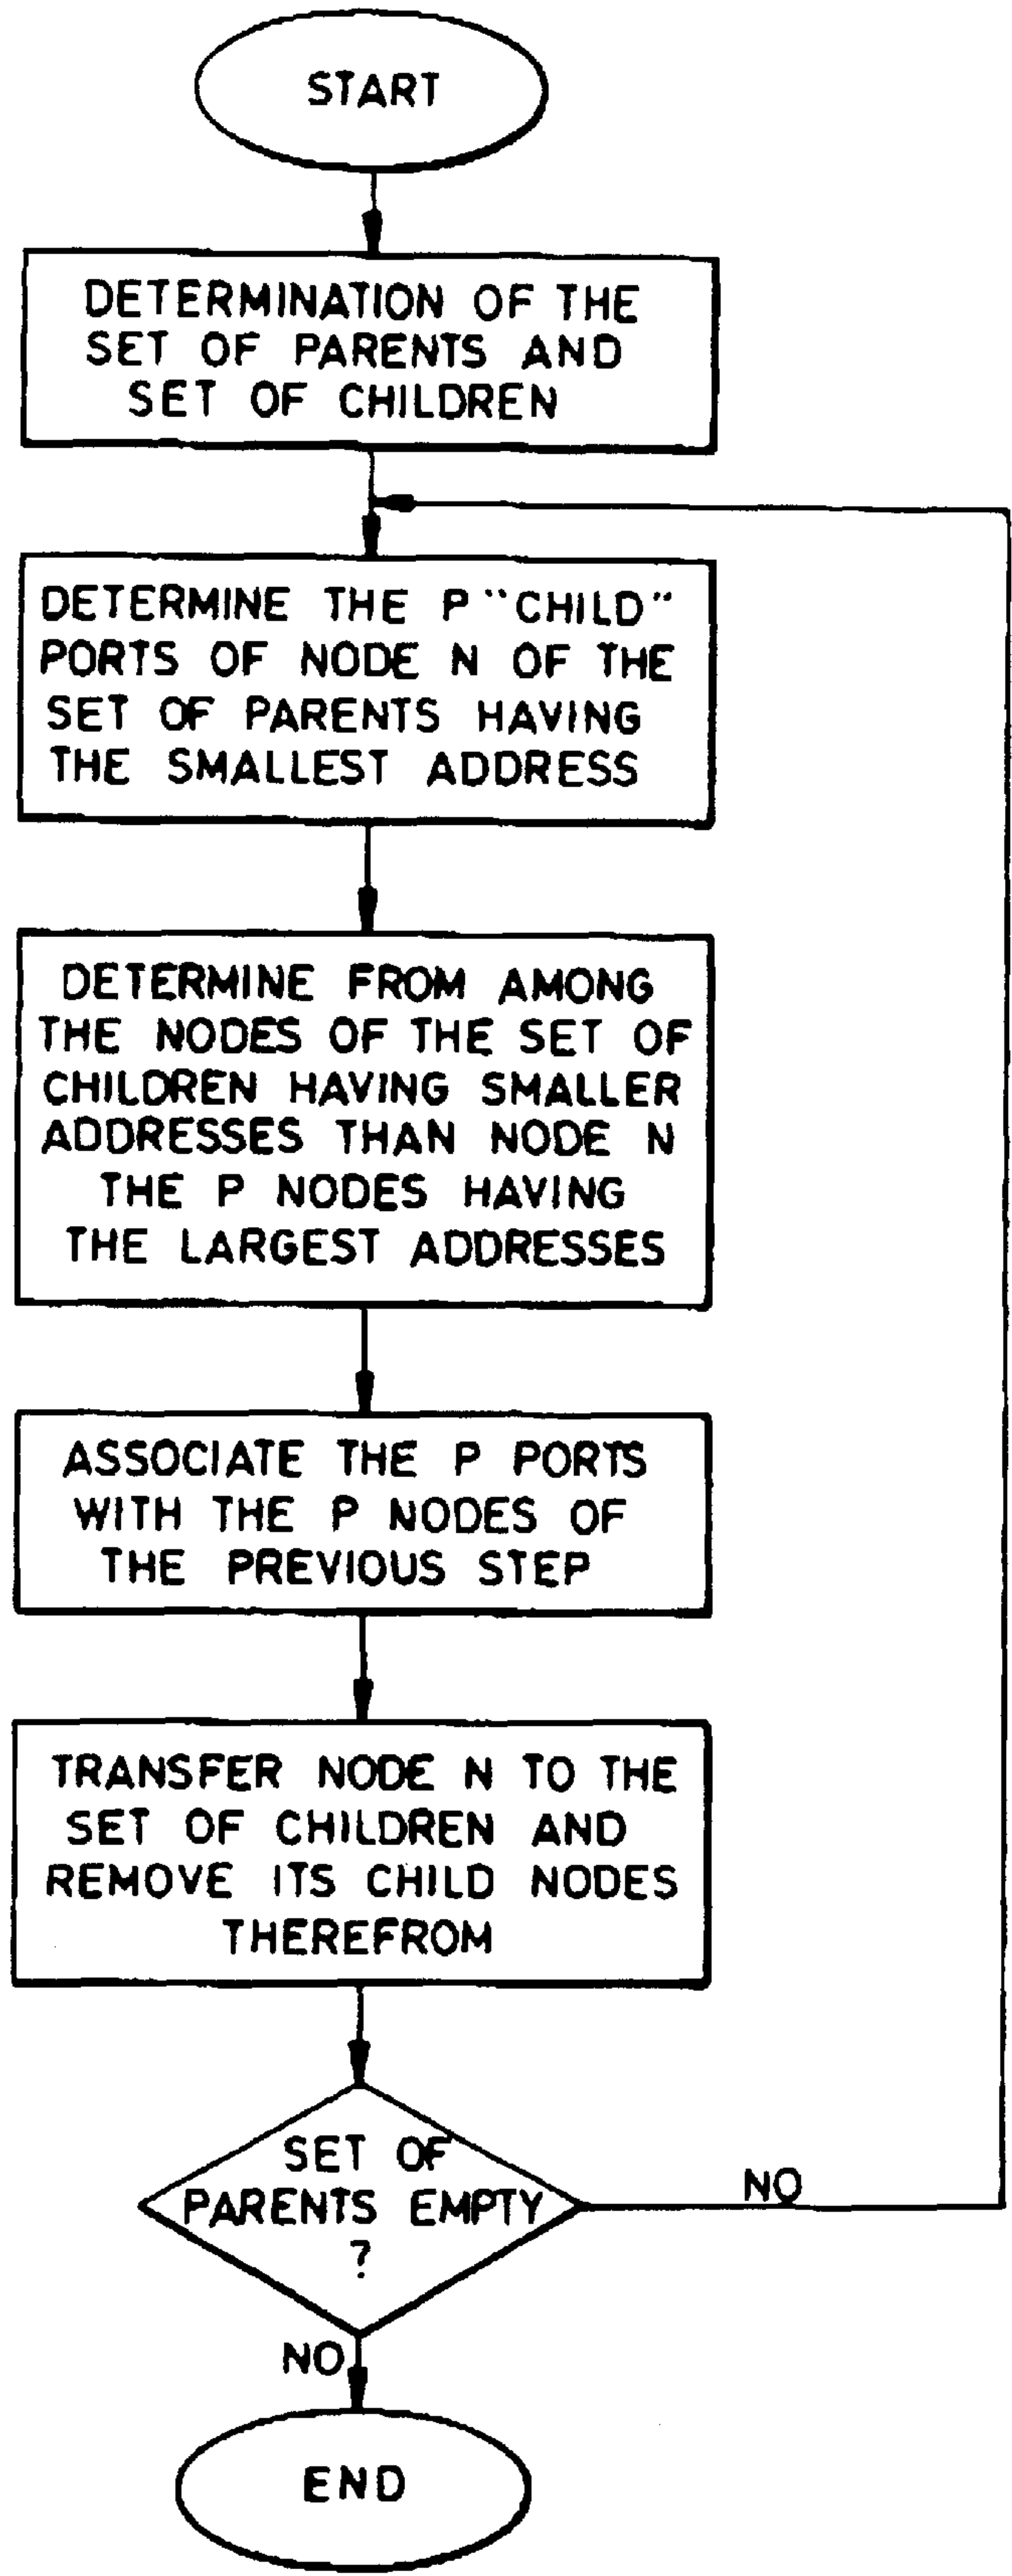 START
DETERMINATION OF THE
SET OF PARENTS AND
SET OF CHILDREN
DETERMINE THE P "CHILD"
PORTS OF NODE N OF THE
SET OF PARENTS HAVING
THE SMALLEST ADDRESS
DETERMINE FROM AMONG
THE NODES OF THE SET OF
CHILDREN HAVING SMALLER
ADDRESSES THAN NODE N
THE P NODES HAVING
THE LARGEST ADDRESSES
ASSOCIATE THE P PORTS
WITH THE P NODES OF
THE PREVIOUS STEP
TRANSFER NODE N TO THE
SET OF CHILDREN AND
REMOVE ITS CHILD NODES
THEREFROM
SET OF
PARENTS EMPTY
?
NO
NO
END